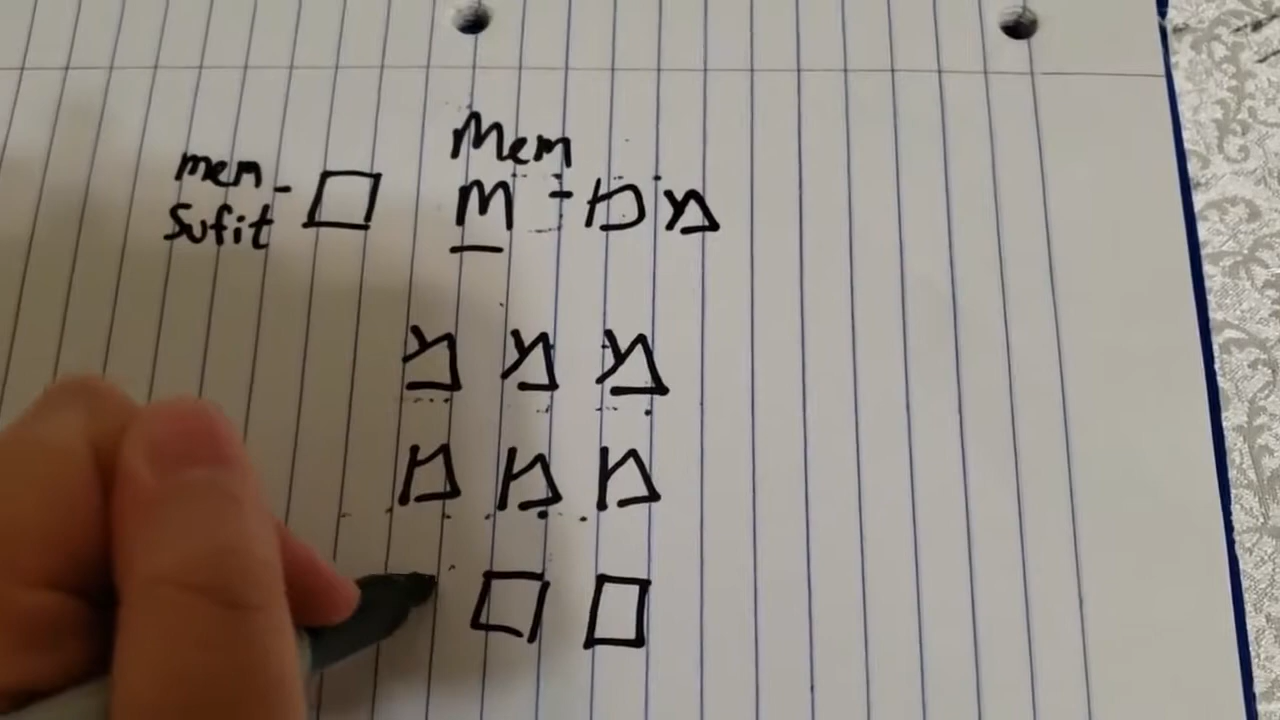 Mem
mem - ם m - מ מ
Sufit
מ מ מ
מ מ מ
ם ם